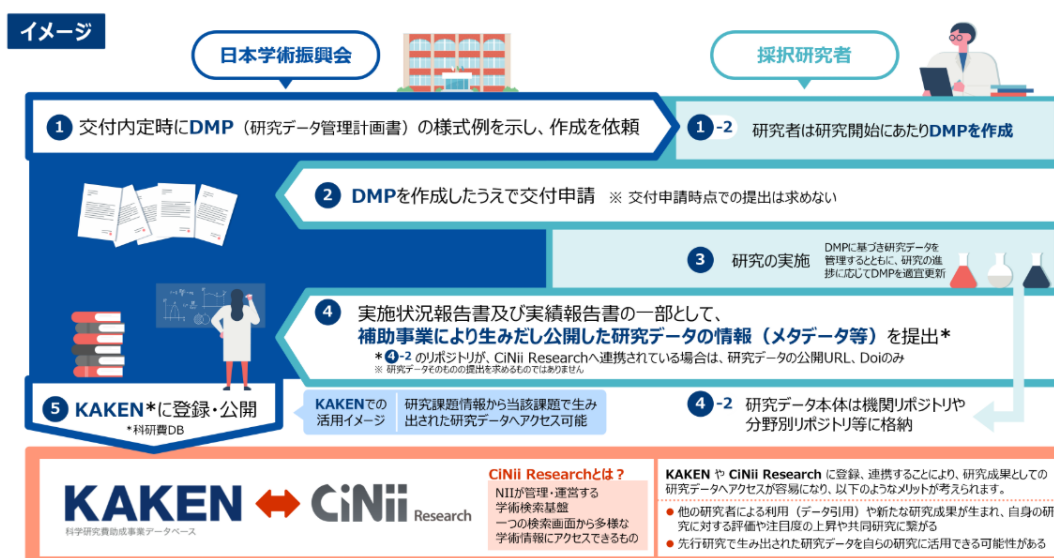 イメージ
日本学術振興会
採択研究者
1 交付内定時にDMP（研究データ管理計画書）の様式例を示し、作成を依頼
1-2 研究者は研究開始にあたりDMPを作成
2 DMPを作成したうえで交付申請 ※ 交付申請時点での提出は求めない
3 研究の実施
DMPに基づき研究データを
管理するとともに、研究の進
捗に応じてDMPを適宜更新
4 実施状況報告書及び実績報告書の一部として、
補助事業により生みだし公開した研究データの情報（メタデータ等）を提出*
*4-2 のリポジトリが、CiNii Researchへ連携されている場合は、研究データの公開URL、Doiのみ
※ 研究データそのものの提出を求めるものではありません
5 KAKEN*に登録・公開
*科研費DB
KAKENでの
活用イメージ
研究課題情報から当該課題で生み
出された研究データへアクセス可能
4-2 研究データ本体は機関リポジトリや
分野別リポジトリ等に格納
KAKEN
科学研究費助成事業データベース
CiNii Research
CiNii Researchとは？
NIIが管理・運営する
学術検索基盤
一つの検索画面から多様な
学術情報にアクセスできるもの
KAKEN や CiNii Research に登録、連携することにより、研究成果としての
研究データへアクセスが容易になり、以下のようなメリットが考えられます。
● 他の研究者による利用（データ引用）や新たな研究成果が生まれ、自身の研
究に対する評価や注目度の上昇や共同研究に繋がる
● 先行研究で生み出された研究データを自らの研究に活用できる可能性がある